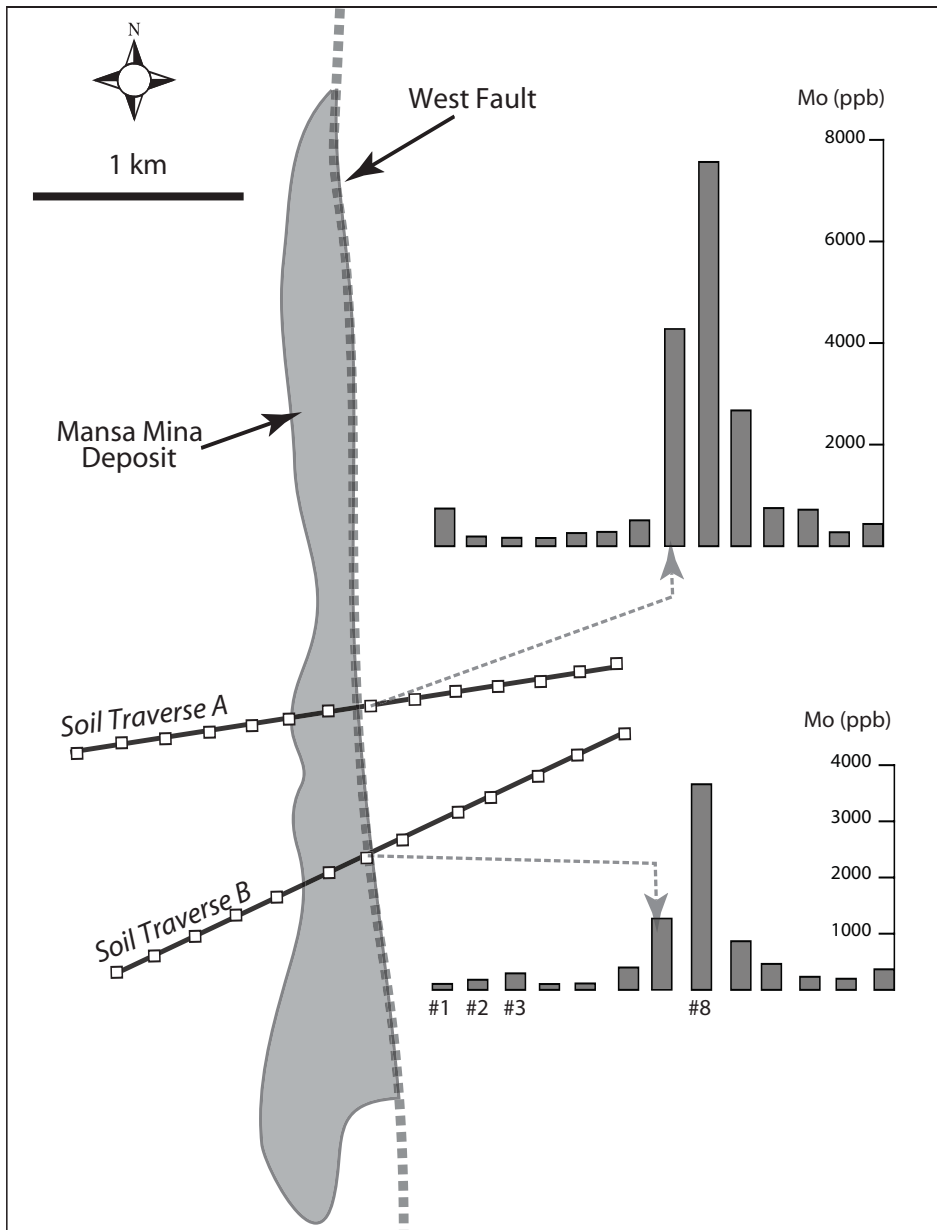 N
1 km
West Fault
Mansa Mina
Deposit
Mo (ppb)
8000
6000
4000
2000
Soil Traverse A
Soil Traverse B
Mo (ppb)
4000
3000
2000
1000
#1 #2 #3 #8